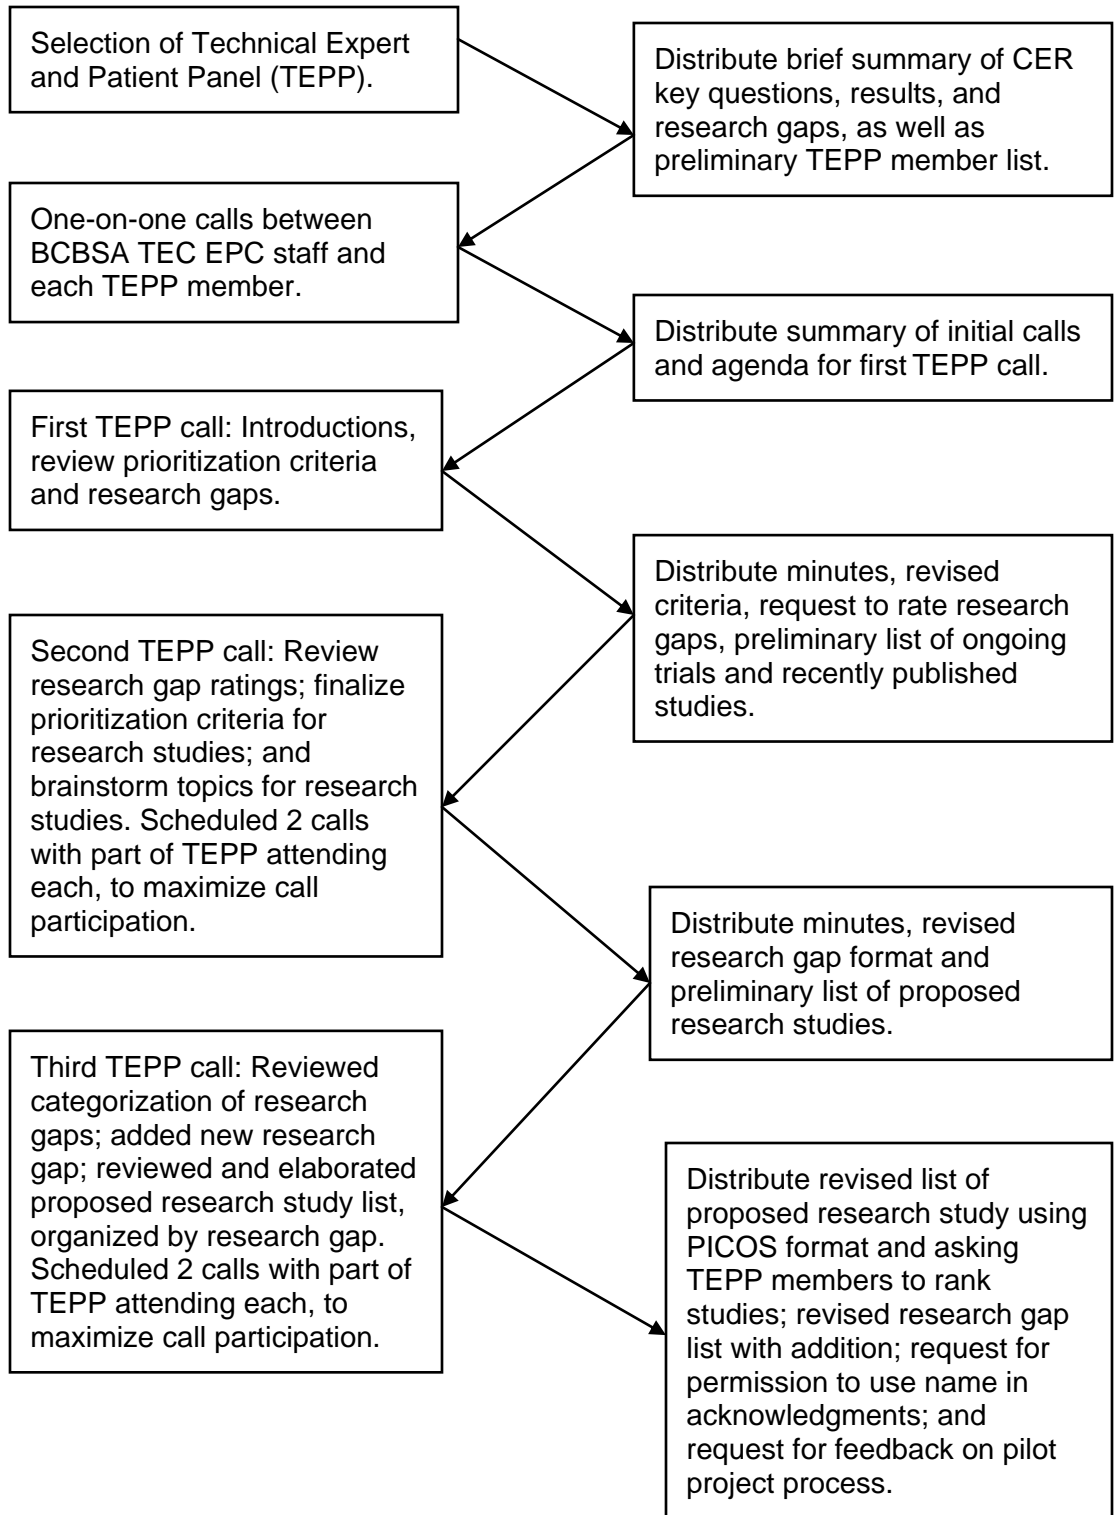 Selection of Technical Expert
and Patient Panel (TEPP).
Distribute brief summary of CER
key questions, results, and
research gaps, as well as
preliminary TEPP member list.
One-on-one calls between
BCBSA TEC EPC staff and
each TEPP member.
Distribute summary of initial calls
and agenda for first TEPP call.
First TEPP call: Introductions,
review prioritization criteria
and research gaps.
Distribute minutes, revised
criteria, request to rate research
gaps, preliminary list of ongoing
trials and recently published
studies.
Second TEPP call: Review
research gap ratings; finalize
prioritization criteria for
research studies; and
brainstorm topics for research
studies. Scheduled 2 calls
with part of TEPP attending
each, to maximize call
participation.
Distribute minutes, revised
research gap format and
preliminary list of proposed
research studies.
Third TEPP call: Reviewed
categorization of research
gaps; added new research
gap; reviewed and elaborated
proposed research study list,
organized by research gap.
Scheduled 2 calls with part of
TEPP attending each, to
maximize call participation.
Distribute revised list of
proposed research study using
PICOS format and asking
TEPP members to rank
studies; revised research gap
list with addition; request for
permission to use name in
acknowledgments; and
request for feedback on pilot
project process.